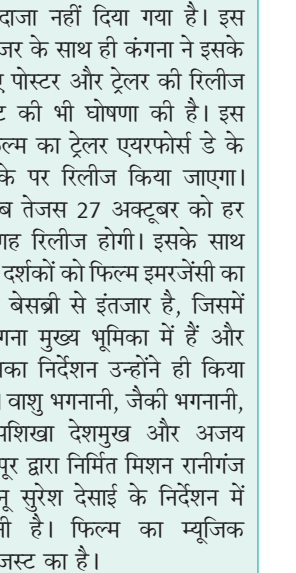 दाजा नहीं दिया गया है। इस
जर के साथ ही कंगना ने इसके
पोस्टर और ट्रेलर की रिलीज
ट की भी घोषणा की है। इस
ल्म का ट्रेलर एयरफोर्स डे के
के पर रिलीज किया जाएगा।
ब तेजस 27 अक्टूबर को हर
गह रिलीज होगी। इसके साथ
दर्शकों को फिल्म इमरजेंसी का
बेसब्री से इंतजार है, जिसमें
गना मुख्य भूमिका में हैं और
का निर्देशन उन्होंने ही किया
वाशु भगनानी, जैकी भगनानी,
पशिखा देशमुख और अजय
पूर द्वारा निर्मित मिशन रानीगंज
नू सुरेश देसाई के निर्देशन में
नी है। फिल्म का म्यूजिक
जस्ट का है।